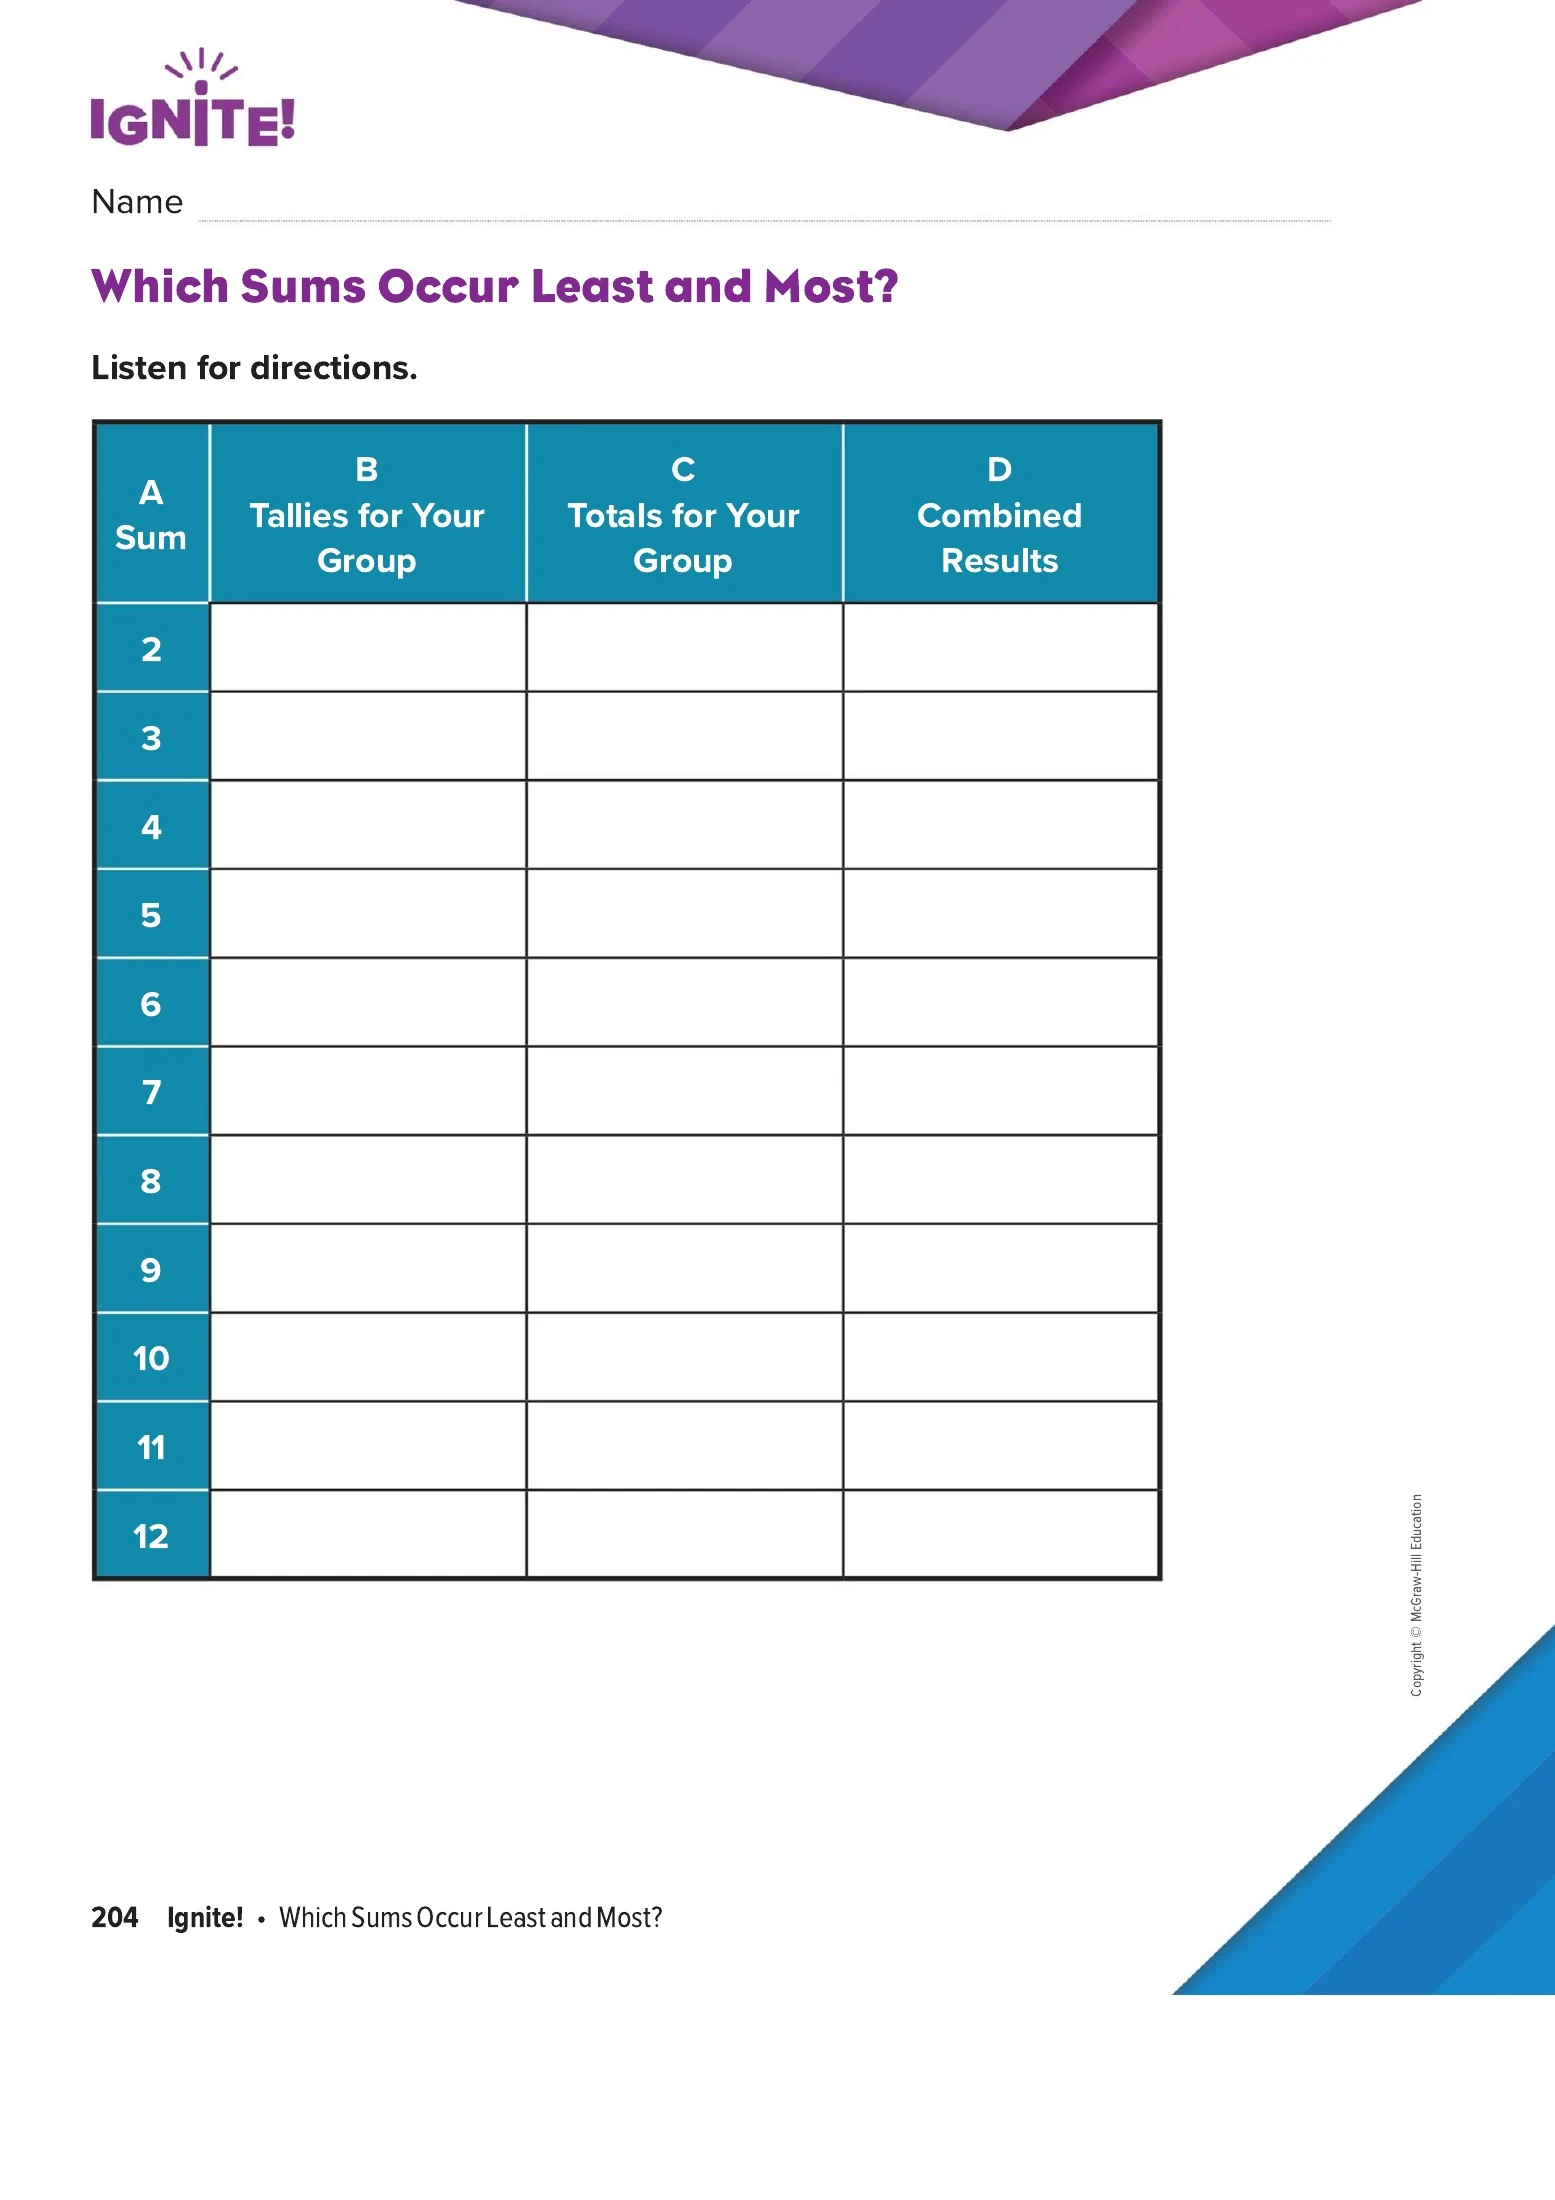 IGNITE!
Name
Which Sums Occur Least and Most?
Listen for directions.
A
Sum
B
Tallies for Your
Group
C
Totals for Your
Group
D
Combined
Results
2
3
4
5
6
7
8
9
10
11
12
Copyright © McGraw-Hill Education
204 Ignite! • Which Sums Occur Least and Most?